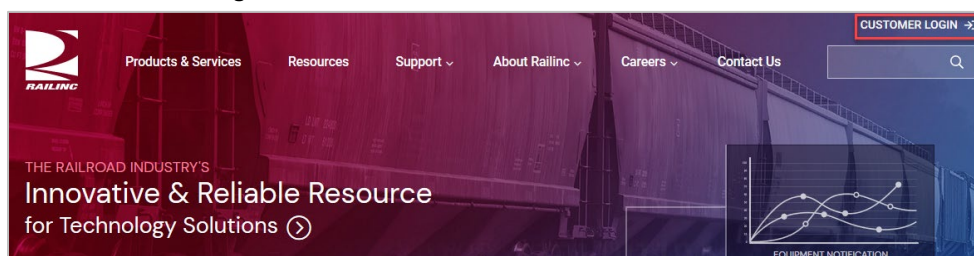 CUSTOMER LOGIN
RAILINC
Products & Services Resources Support About Railinc Careers Contact Us
THE RAILROAD INDUSTRY'S
Innovative & Reliable Resource
for Technology Solutions
EQUIPMENT NOTIFICATION